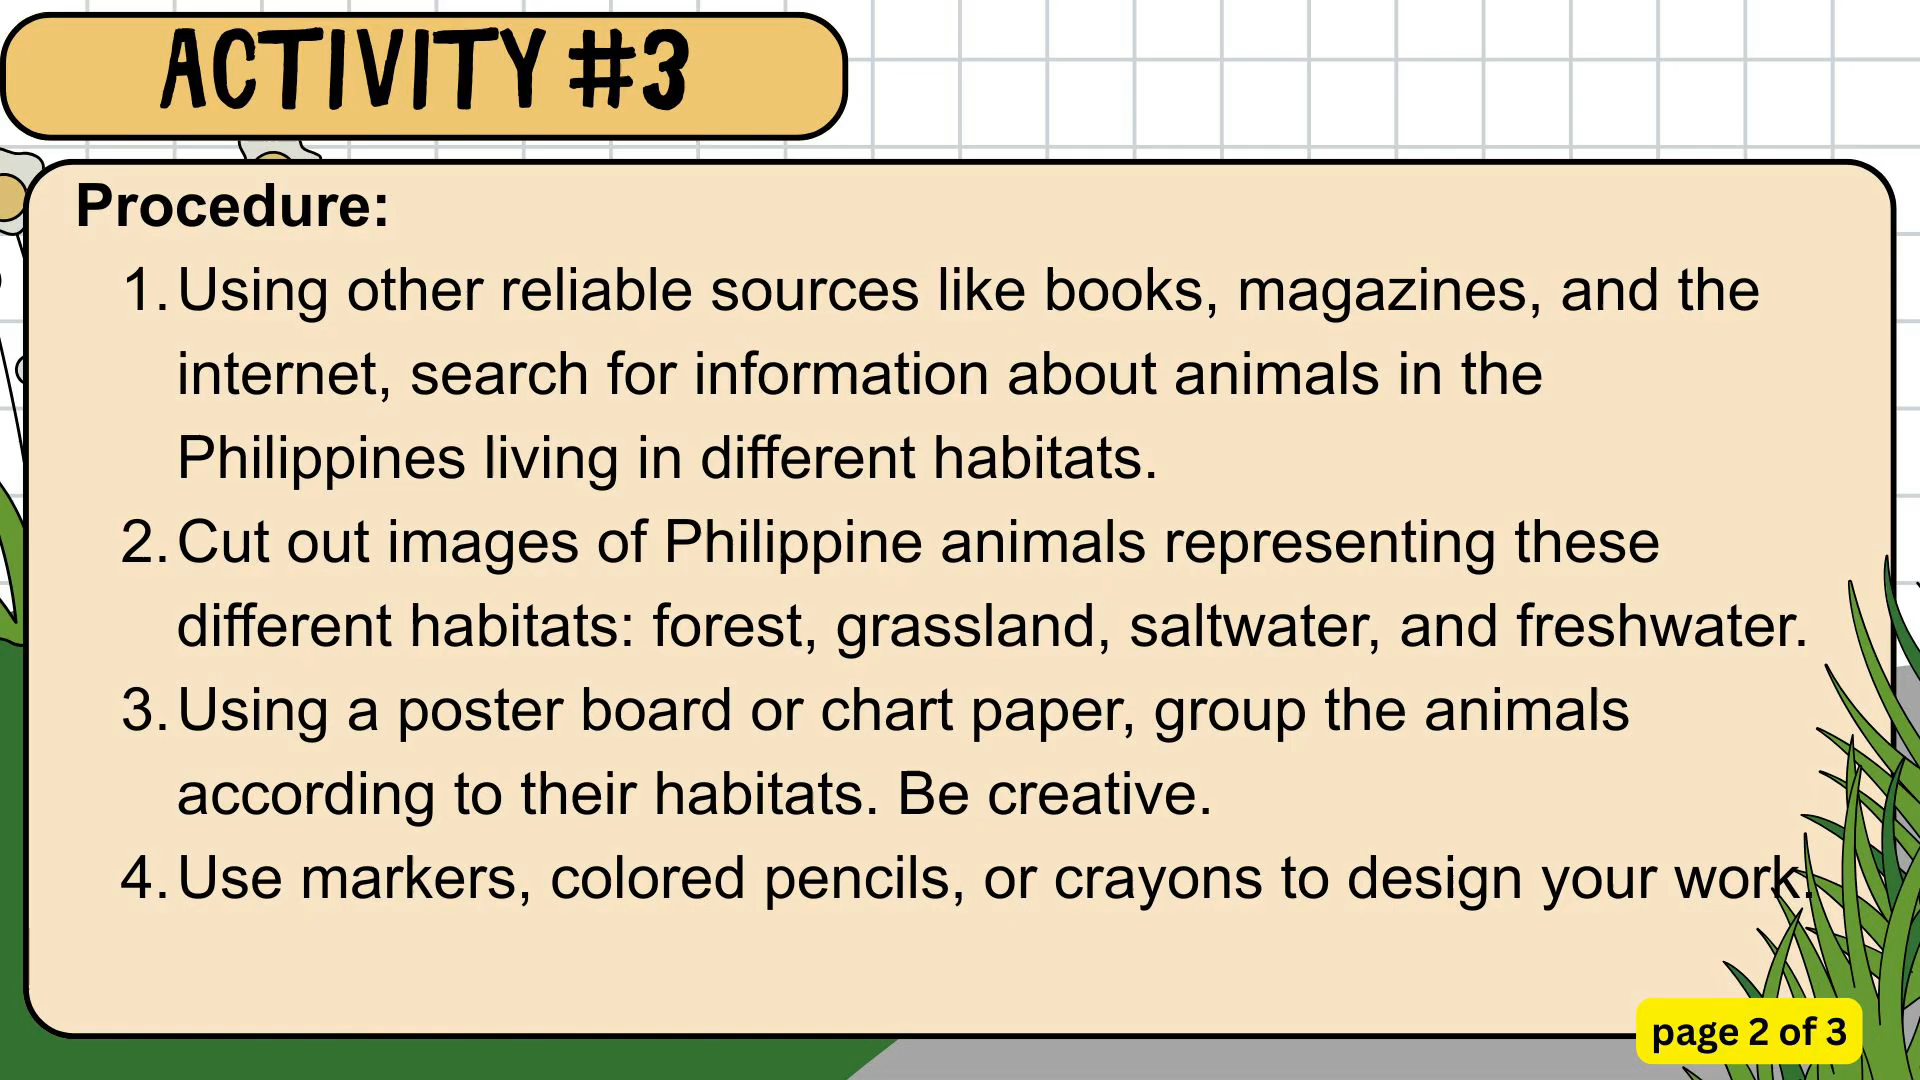 ACTIVITY #3
Procedure:
1. Using other reliable sources like books, magazines, and the
internet, search for information about animals in the
Philippines living in different habitats.
2. Cut out images of Philippine animals representing these
different habitats: forest, grassland, saltwater, and freshwater.
3. Using a poster board or chart paper, group the animals
according to their habitats. Be creative.
4. Use markers, colored pencils, or crayons to design your work.
page 2 of 3